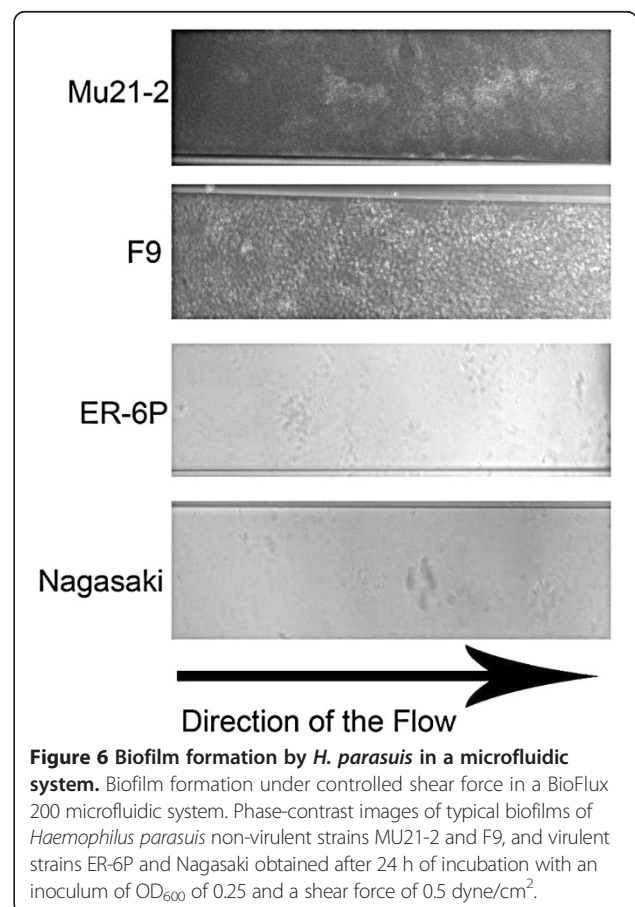 Mu21-2
F9
ER-6P
Nagasaki
Direction of the Flow
Figure 6 Biofilm formation by H. parasuis in a microfluidic
system. Biofilm formation under controlled shear force in a BioFlux
200 microfluidic system. Phase-contrast images of typical biofilms of
Haemophilus parasuis non-virulent strains MU21-2 and F9, and virulent
strains ER-6P and Nagasaki obtained after 24 h of incubation with an
inoculum of OD₆₀₀ of 0.25 and a shear force of 0.5 dyne/cm².